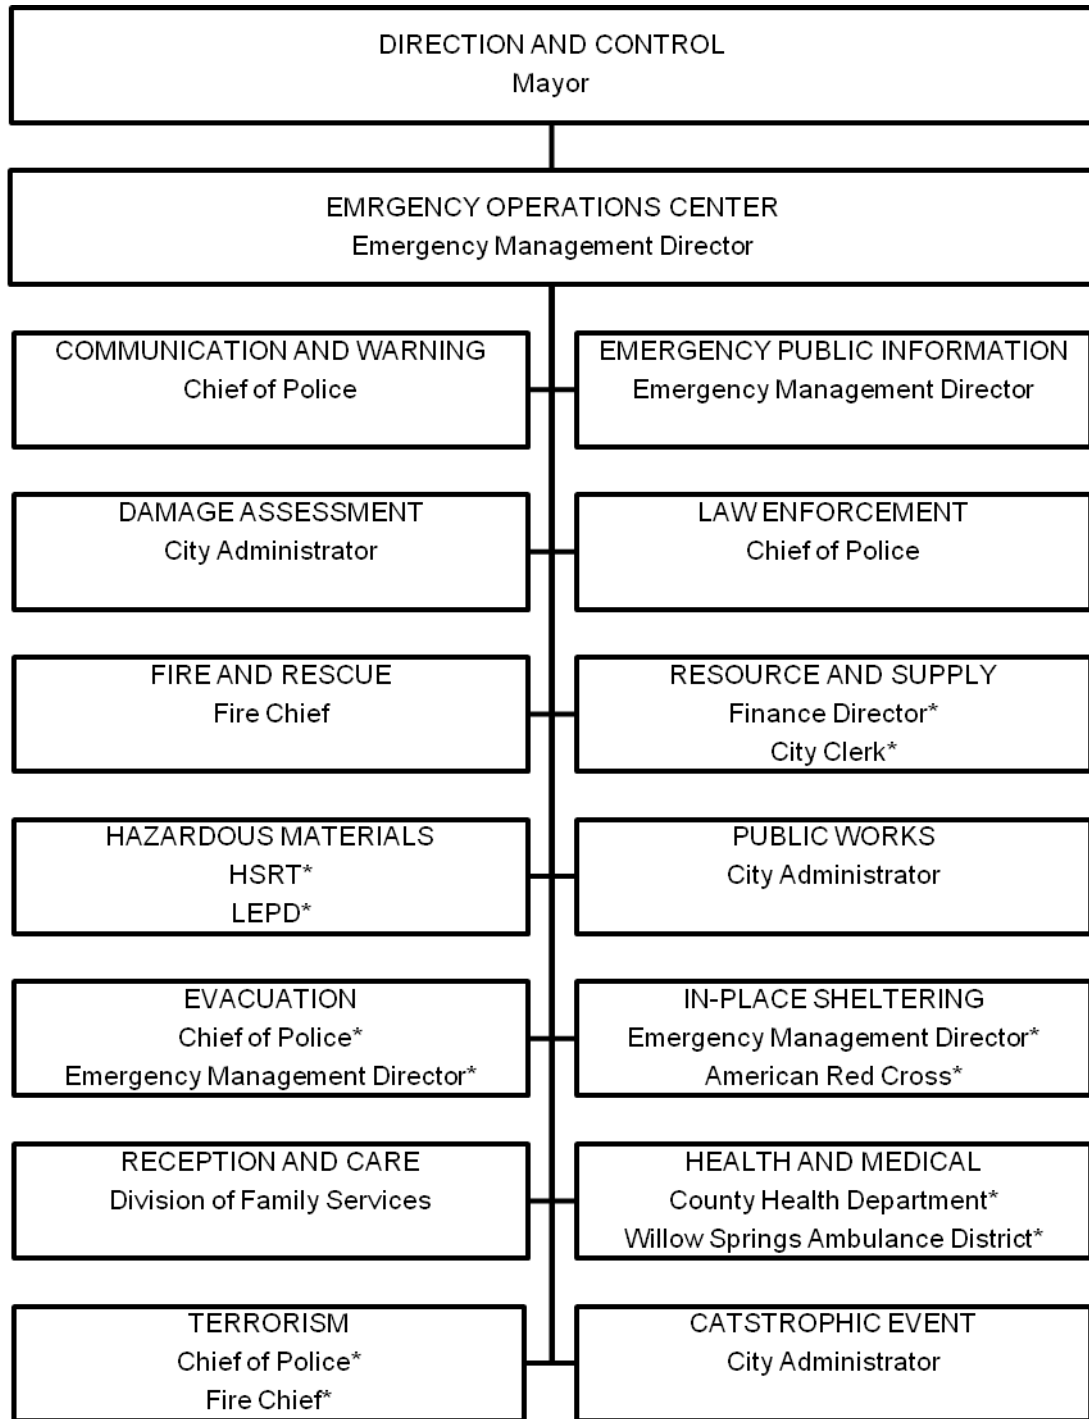 DIRECTION AND CONTROL
Mayor
EMRGENCY OPERATIONS CENTER
Emergency Management Director
COMMUNICATION AND WARNING
Chief of Police
EMERGENCY PUBLIC INFORMATION
Emergency Management Director
DAMAGE ASSESSMENT
City Administrator
LAW ENFORCEMENT
Chief of Police
FIRE AND RESCUE
Fire Chief
RESOURCE AND SUPPLY
Finance Director*
City Clerk*
HAZARDOUS MATERIALS
HSRT*
LEPD*
PUBLIC WORKS
City Administrator
EVACUATION
Chief of Police*
Emergency Management Director*
IN-PLACE SHELTERING
Emergency Management Director*
American Red Cross*
RECEPTION AND CARE
Division of Family Services
HEALTH AND MEDICAL
County Health Department*
Willow Springs Ambulance District*
TERRORISM
Chief of Police*
Fire Chief*
CATSTROPHIC EVENT
City Administrator